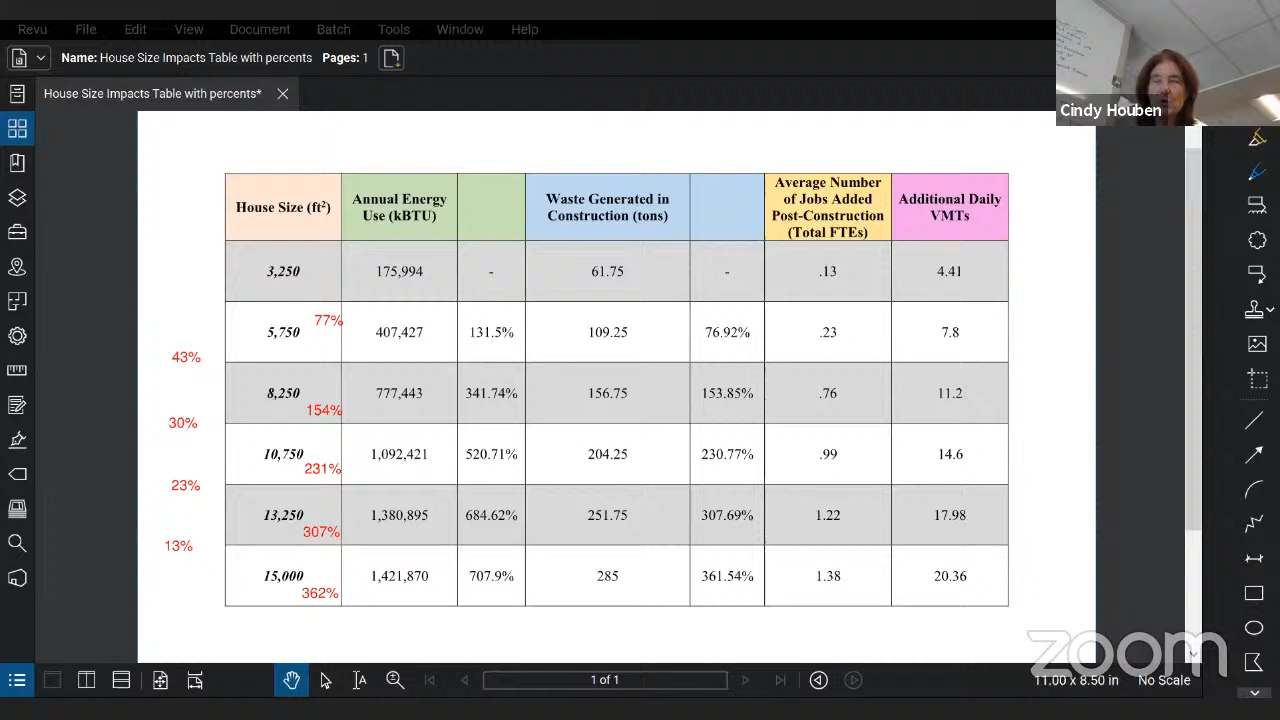 Revu File Edit View Document Batch Tools Window Help
Name: House Size Impacts Table with percents Pages: 1
House Size Impacts Table with percents*
Cindy Houben
House Size (ft²)
Annual Energy
Use (kBTU)
Waste Generated in
Construction (tons)
Average Number
of Jobs Added
Post-Construction
(Total FTEs)
Additional Daily
VMTs
3,250 175,994 - 61.75 - .13 4.41
77%
5,750 407,427 131.5% 109.25 76.92% .23 7.8
43%
8,250 777,443 341.74% 156.75 153.85% .76 11.2
154%
30%
10,750 1,092,421 520.71% 204.25 230.77% .99 14.6
231%
23%
13,250 1,380,895 684.62% 251.75 307.69% 1.22 17.98
307%
13%
15,000 1,421,870 707.9% 285 361.54% 1.38 20.36
362%
zoom
1 of 1
11.00 x 8.50 in No Scale